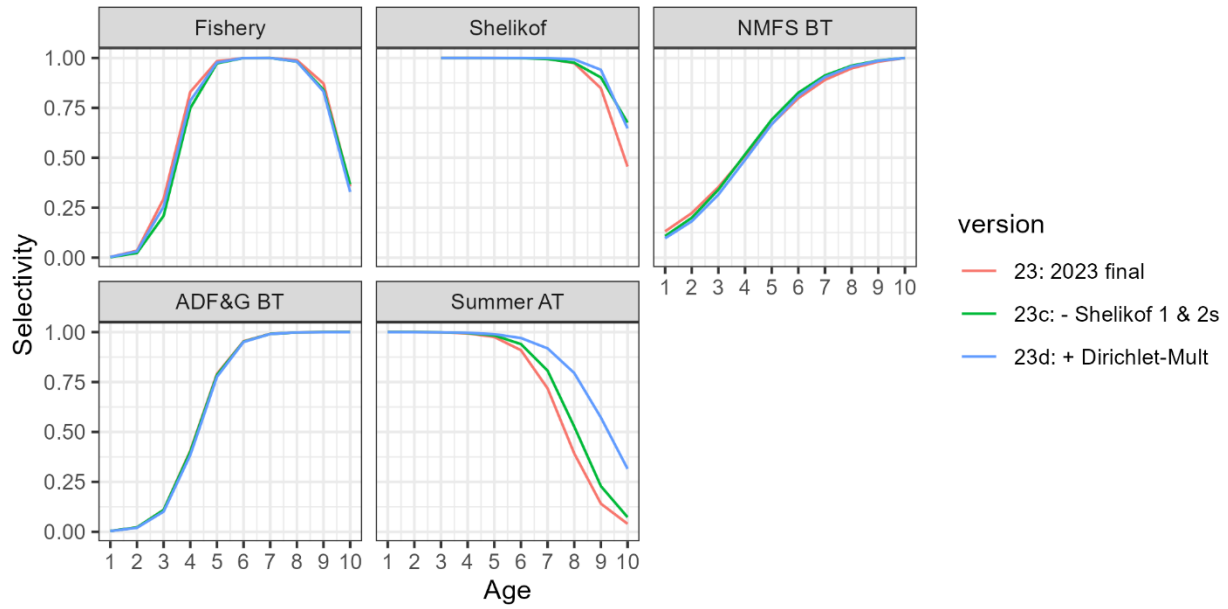 Fishery
Shelikof
NMFS BT
1.00
0.75
0.50
0.25
0.00
1 2 3 4 5 6 7 8 9 10
ADF&G BT
Summer AT
1.00
0.75
0.50
0.25
0.00
1 2 3 4 5 6 7 8 9 10
1 2 3 4 5 6 7 8 9 10
Selectivity
Age
version
23: 2023 final
23c: - Shelikof 1 & 2s
23d: + Dirichlet-Mult